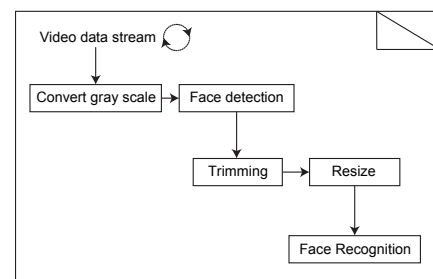 Video data stream
Convert gray scale
Face detection
Trimming
Resize
Face Recognition